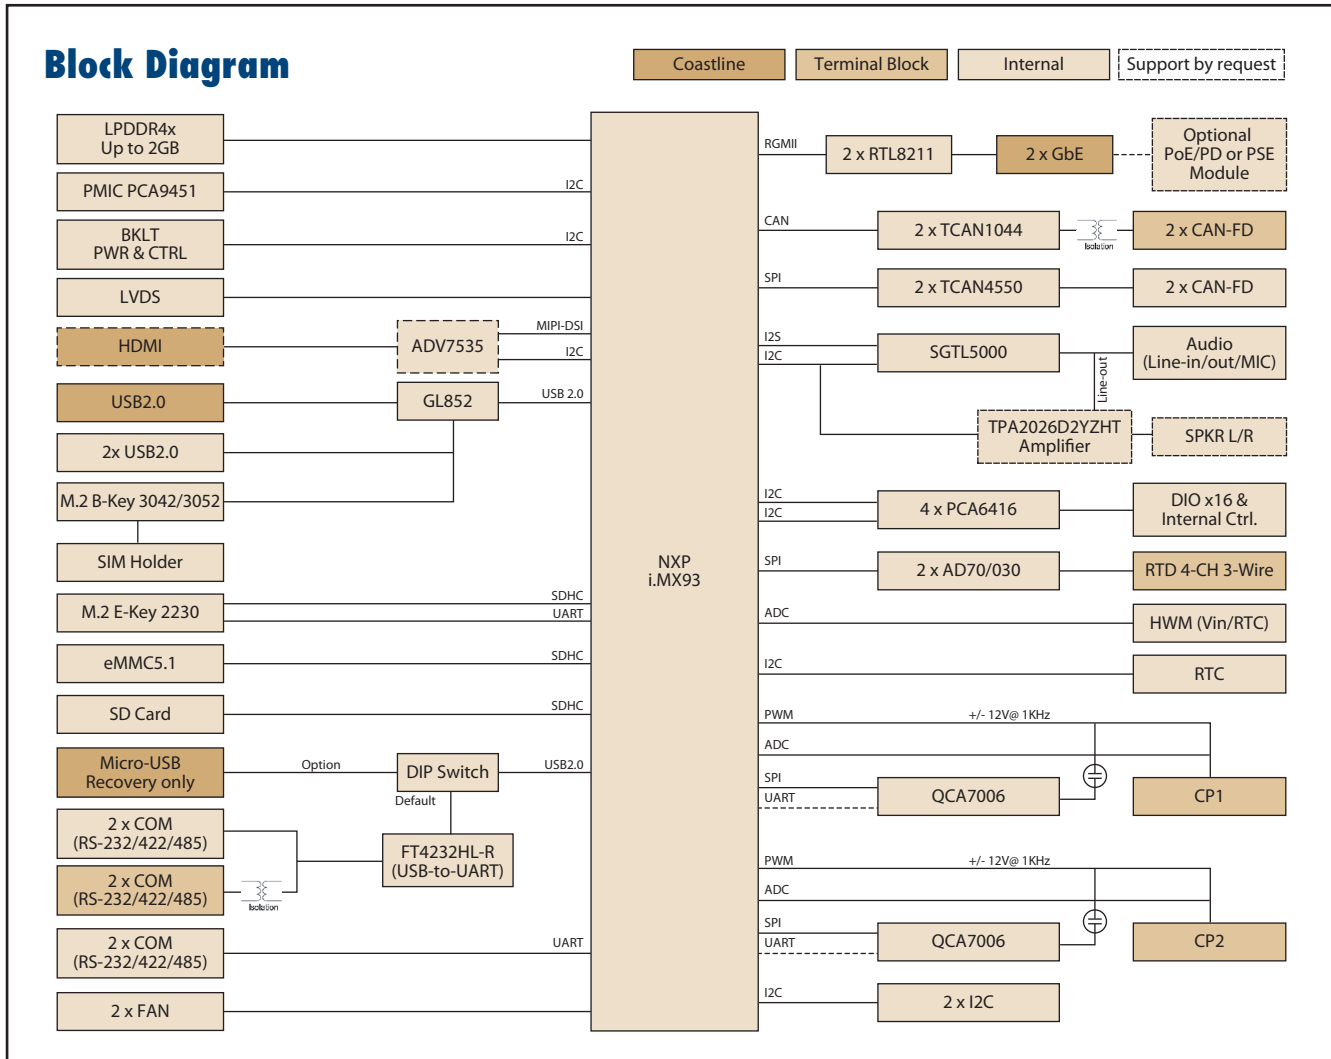 Block Diagram
Coastline
Terminal Block
Internal
Support by request
LPDDR4x
Up to 2GB
PMIC PCA9451
I2C
BKLT
PWR & CTRL
I2C
LVDS
HDMI
ADV7535
MIPI-DSI
I2C
USB2.0
GL852
USB 2.0
2x USB2.0
M.2 B-Key 3042/3052
SIM Holder
M.2 E-Key 2230
SDHC
UART
eMMC5.1
SDHC
SD Card
SDHC
Micro-USB
Recovery only
Option
DIP Switch
USB2.0
Default
2 x COM
(RS-232/422/485)
FT4232HL-R
(USB-to-UART)
2 x COM
(RS-232/422/485)
Isolation
2 x COM
(RS-232/422/485)
UART
2 x FAN
NXP
i.MX93
RGMII
2 x RTL8211
2 x GbE
Optional
PoE/PD or PSE
Module
CAN
2 x TCAN1044
Isolation
2 x CAN-FD
SPI
2 x TCAN4550
2 x CAN-FD
I2S
I2C
SGTL5000
Audio
(Line-in/out/MIC)
Line-out
TPA2026D2YZHT
Amplifier
SPKR L/R
I2C
I2C
4 x PCA6416
DIO x16 &
Internal Ctrl.
SPI
2 x AD70/030
RTD 4-CH 3-Wire
ADC
HWM (Vin/RTC)
I2C
RTC
PWM
+/- 12V@ 1KHz
ADC
SPI
UART
QCA7006
CP1
PWM
+/- 12V@ 1KHz
ADC
SPI
UART
QCA7006
CP2
I2C
2 x I2C